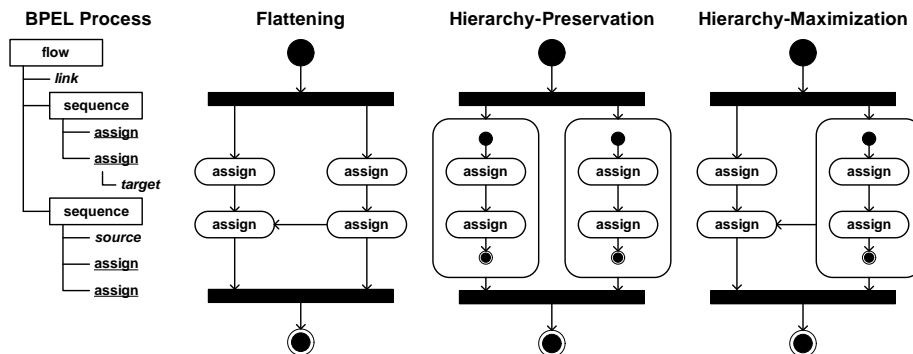 BPEL Process
flow
link
sequence
assign
assign
target
sequence
source
assign
assign
Flattening
assign assign
assign assign
Hierarchy-Preservation
assign assign
assign assign
Hierarchy-Maximization
assign assign
assign assign